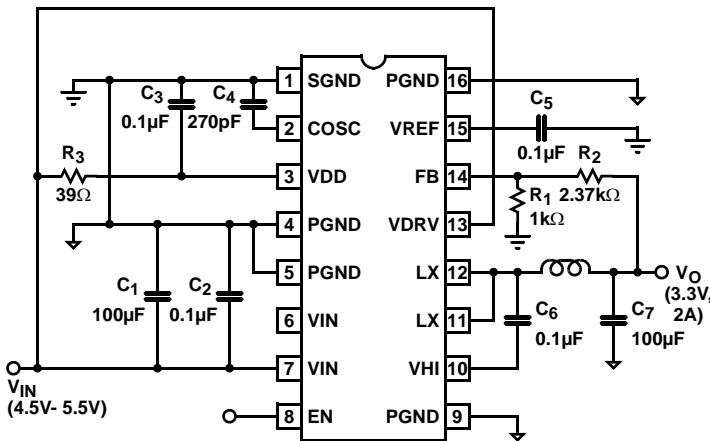 1 SGND PGND 16
C3 C4 C5
0.1µF 270pF
2 COSC VREF 15
0.1µF
R3 R2
39Ω
3 VDD FB 14
2.37kΩ
R1
1kΩ
4 PGND VDRV 13
5 PGND LX 12
VO
(3.3V,
2A)
C1 C2
100µF 0.1µF
6 VIN LX 11
C6 C7
0.1µF 100µF
7 VIN VHI 10
VIN
(4.5V- 5.5V)
8 EN PGND 9